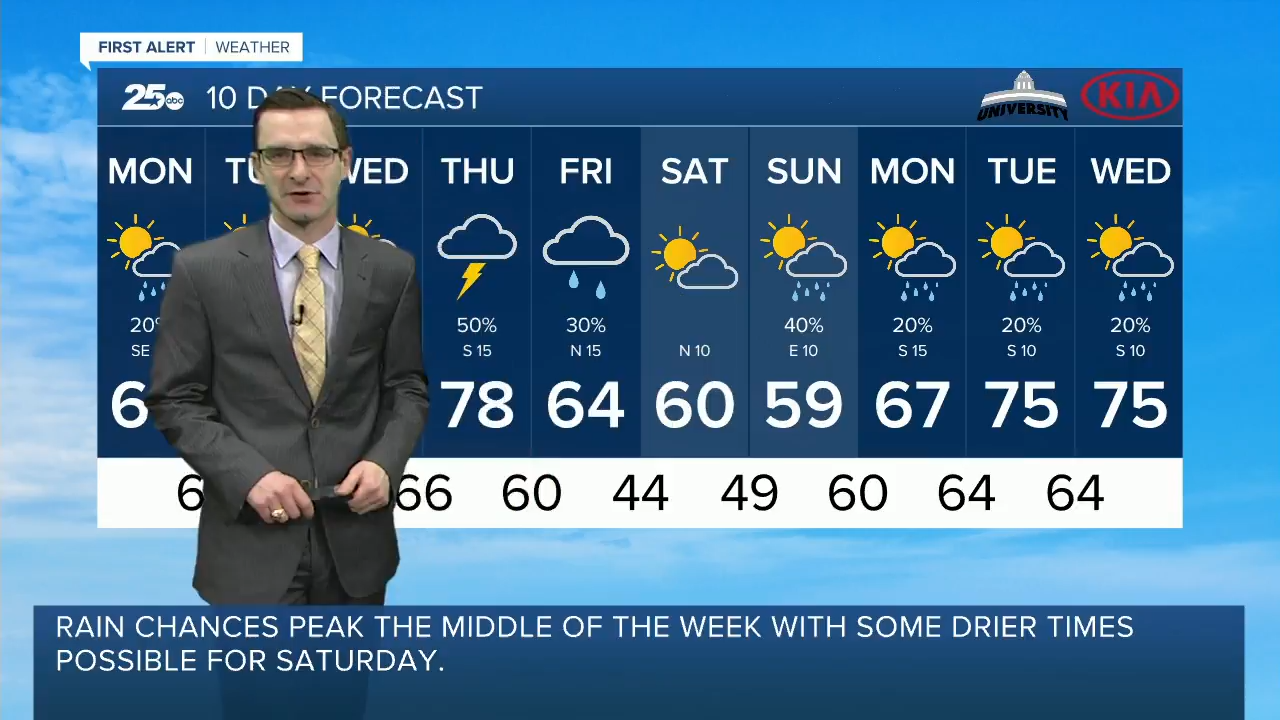 FIRST ALERT | WEATHER
25 abc 10 DAY FORECAST
UNIVERSITY KIA
MON WED THU FRI SAT SUN MON TUE WED
50% 30% 40% 20% 20% 20%
SE S 15 N 15 N 10 E 10 S 15 S 10 S 10
78 64 60 59 67 75 75
66 60 44 49 60 64 64
RAIN CHANCES PEAK THE MIDDLE OF THE WEEK WITH SOME DRIER TIMES
POSSIBLE FOR SATURDAY.